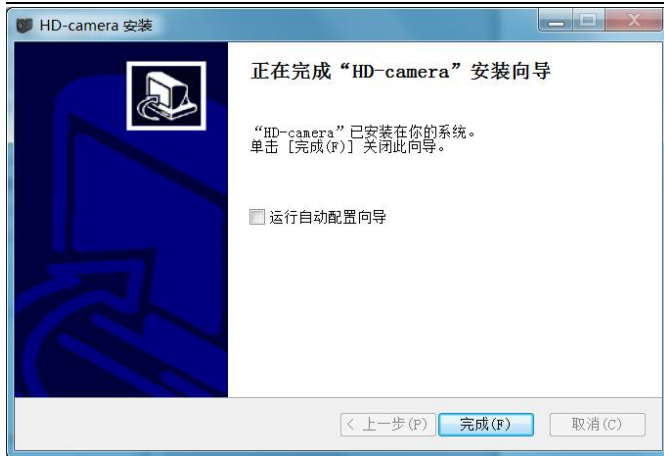 HD-camera 安装
正在完成“HD-camera”安装向导
“HD-camera”已安装在你的系统。
单击 [完成(F)] 关闭此向导。
运行自动配置向导
< 上一步(P) 完成(F) 取消(C)